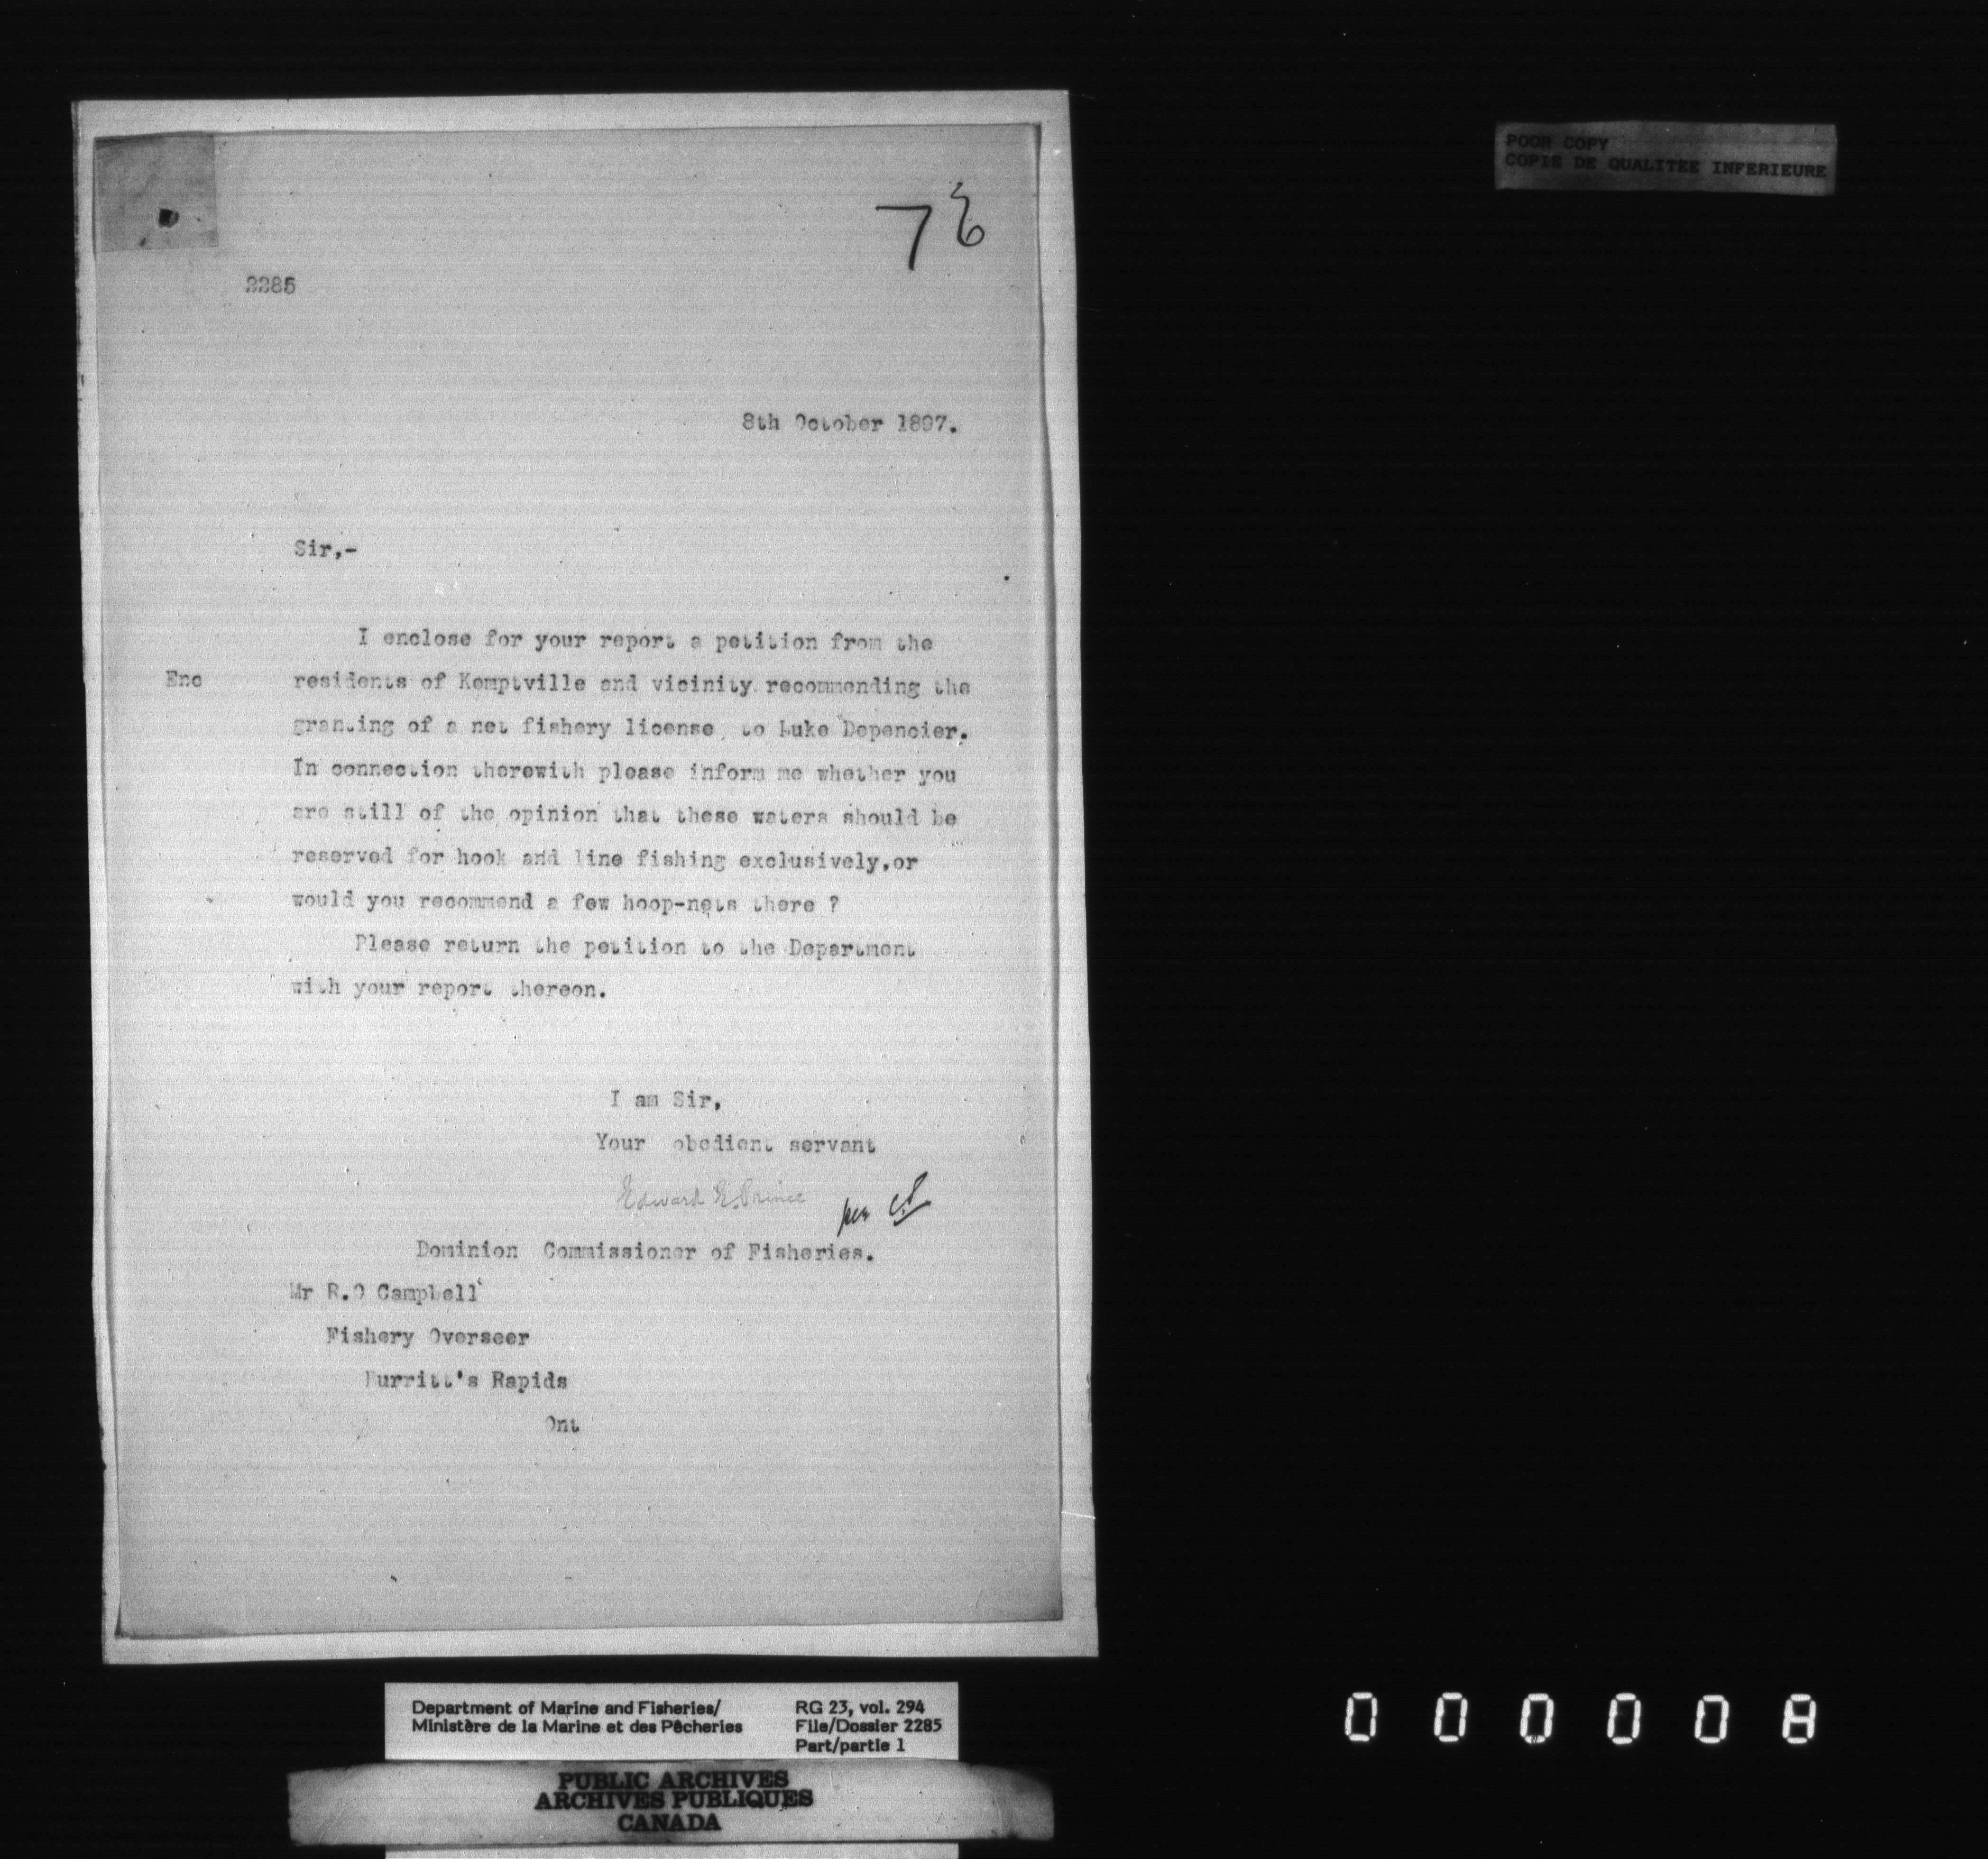 76
2285
8th October 1897.
Sir,-
I enclose for your report a petition from the
Enc residents of Kemptville and vicinity recommending the
granting of a net fishery license to Luke Depencier.
In connection therewith please inform me whether you
are still of the opinion that these waters should be
reserved for hook and line fishing exclusively,or
would you recommend a few hoop-nets there ?
Please return the petition to the Department
with your report thereon.
I am Sir,
Your obedient servant
Edward E. Prince per
Dominion Commissioner of Fisheries.
Mr R.O Campbell
Fishery Overseer
Burritt's Rapids
Ont
POOR COPY
COPIE DE QUALITEE INFERIEURE
Department of Marine and Fisheries/
Ministère de la Marine et des Pêcheries
RG 23, vol. 294
File/Dossier 2285
Part/partie 1
PUBLIC ARCHIVES
ARCHIVES PUBLIQUES
CANADA
00000